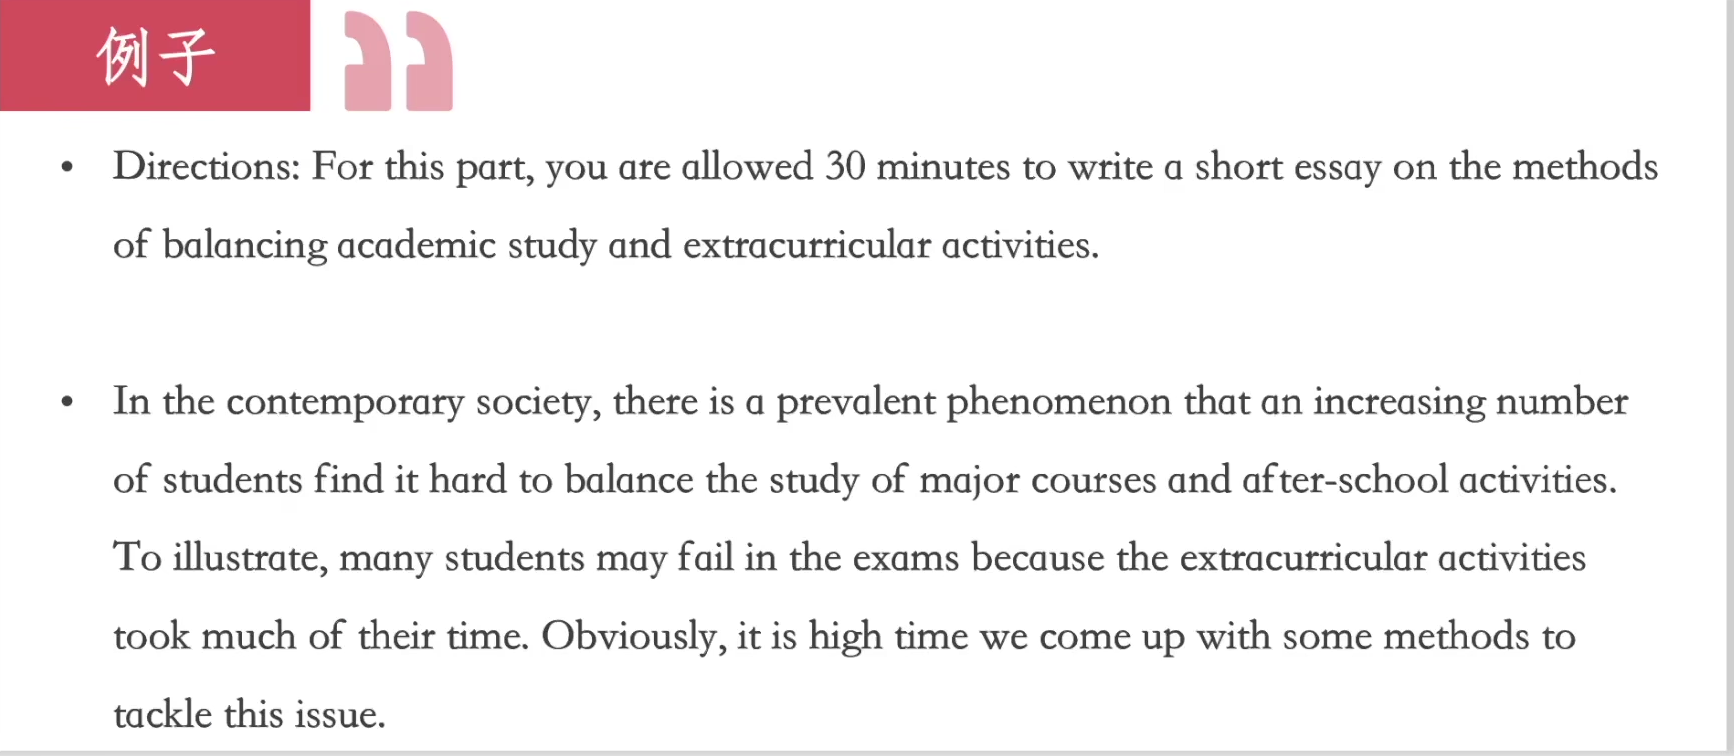 例子
• Directions: For this part, you are allowed 30 minutes to write a short essay on the methods
of balancing academic study and extracurricular activities.
• In the contemporary society, there is a prevalent phenomenon that an increasing number
of students find it hard to balance the study of major courses and after-school activities.
To illustrate, many students may fail in the exams because the extracurricular activities
took much of their time. Obviously, it is high time we come up with some methods to
tackle this issue.